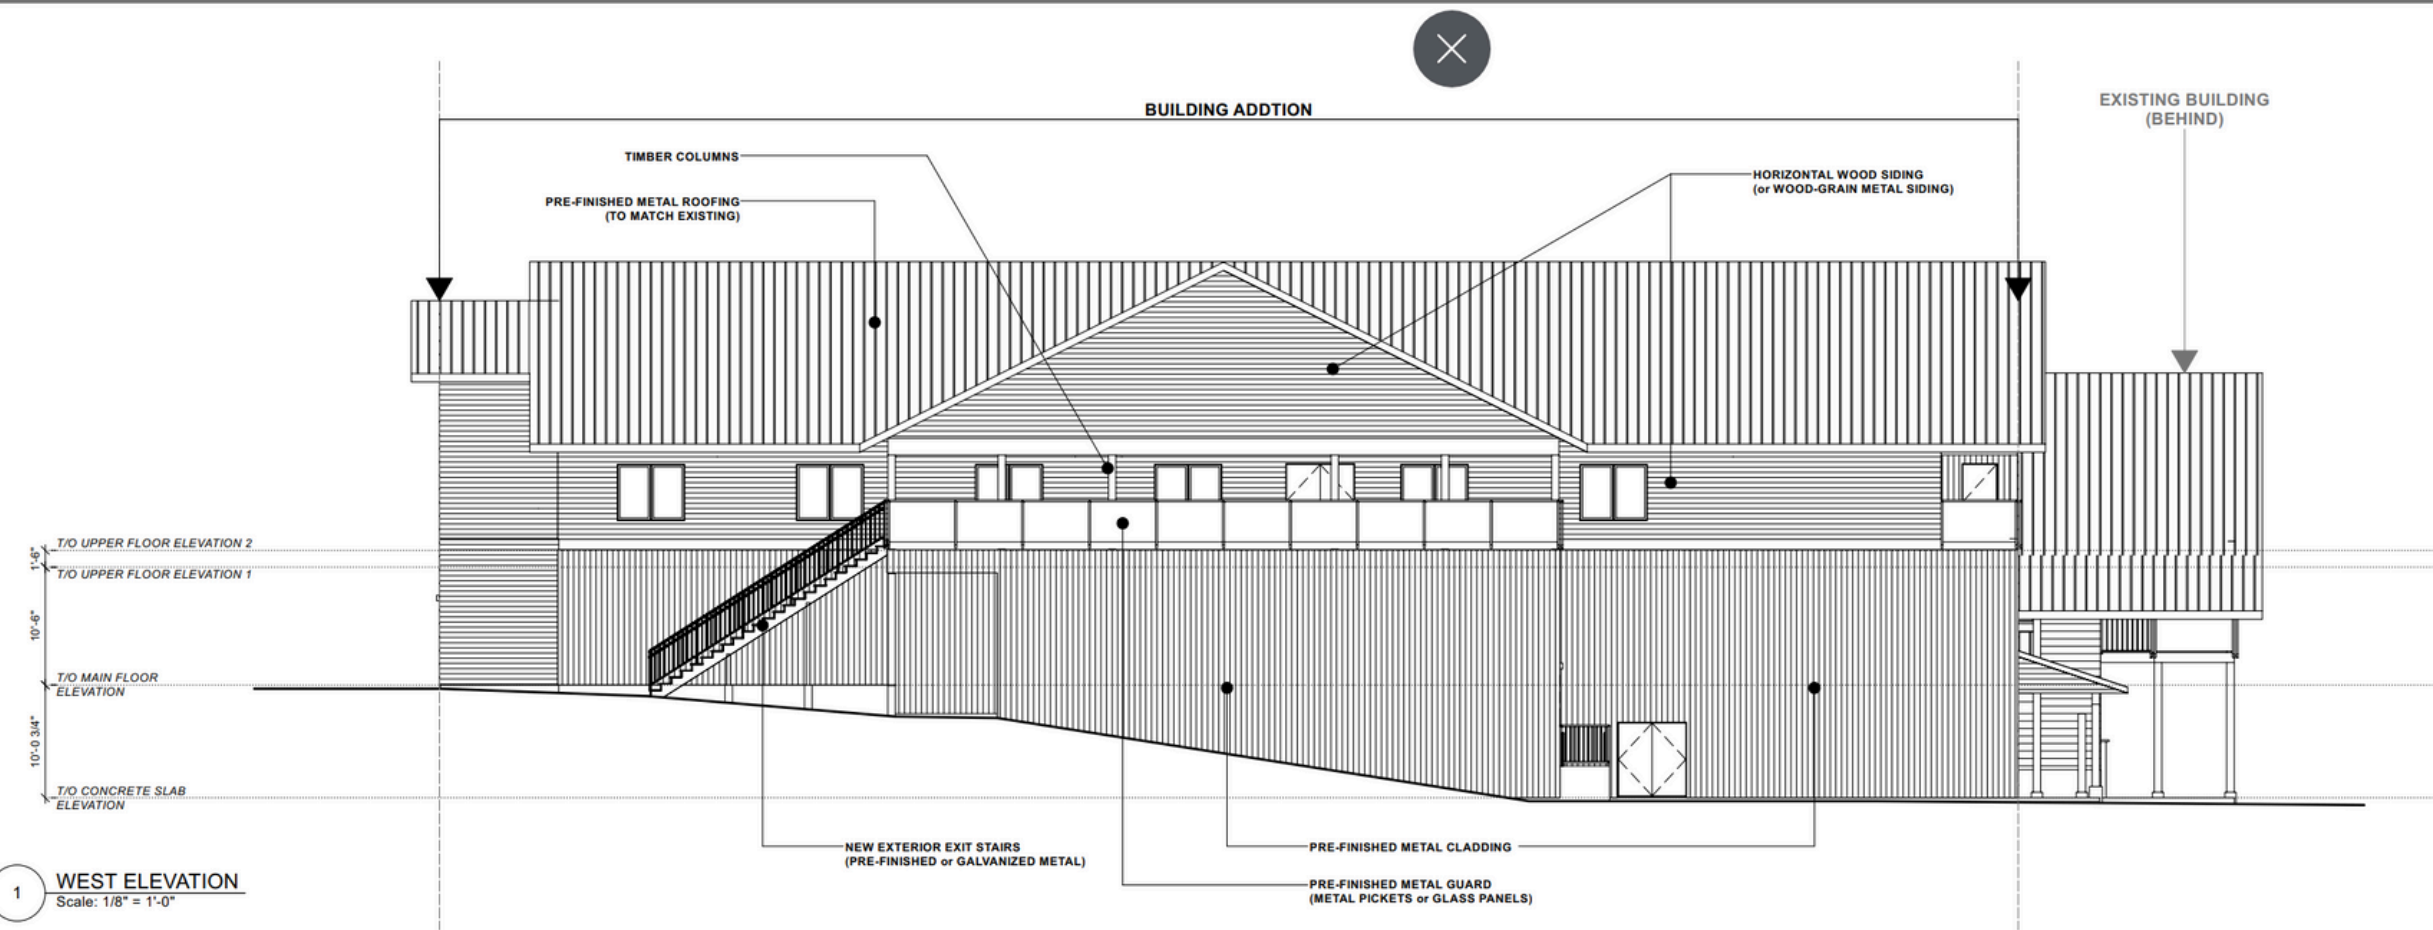 BUILDING ADDTION
EXISTING BUILDING
(BEHIND)
TIMBER COLUMNS
PRE-FINISHED METAL ROOFING
(TO MATCH EXISTING)
HORIZONTAL WOOD SIDING
(or WOOD-GRAIN METAL SIDING)
T/O UPPER FLOOR ELEVATION 2
1'-6"
T/O UPPER FLOOR ELEVATION 1
10'-6"
T/O MAIN FLOOR
ELEVATION
10'-0 3/4"
T/O CONCRETE SLAB
ELEVATION
NEW EXTERIOR EXIT STAIRS
(PRE-FINISHED or GALVANIZED METAL)
PRE-FINISHED METAL CLADDING
PRE-FINISHED METAL GUARD
(METAL PICKETS or GLASS PANELS)
1
WEST ELEVATION
Scale: 1/8" = 1'-0"